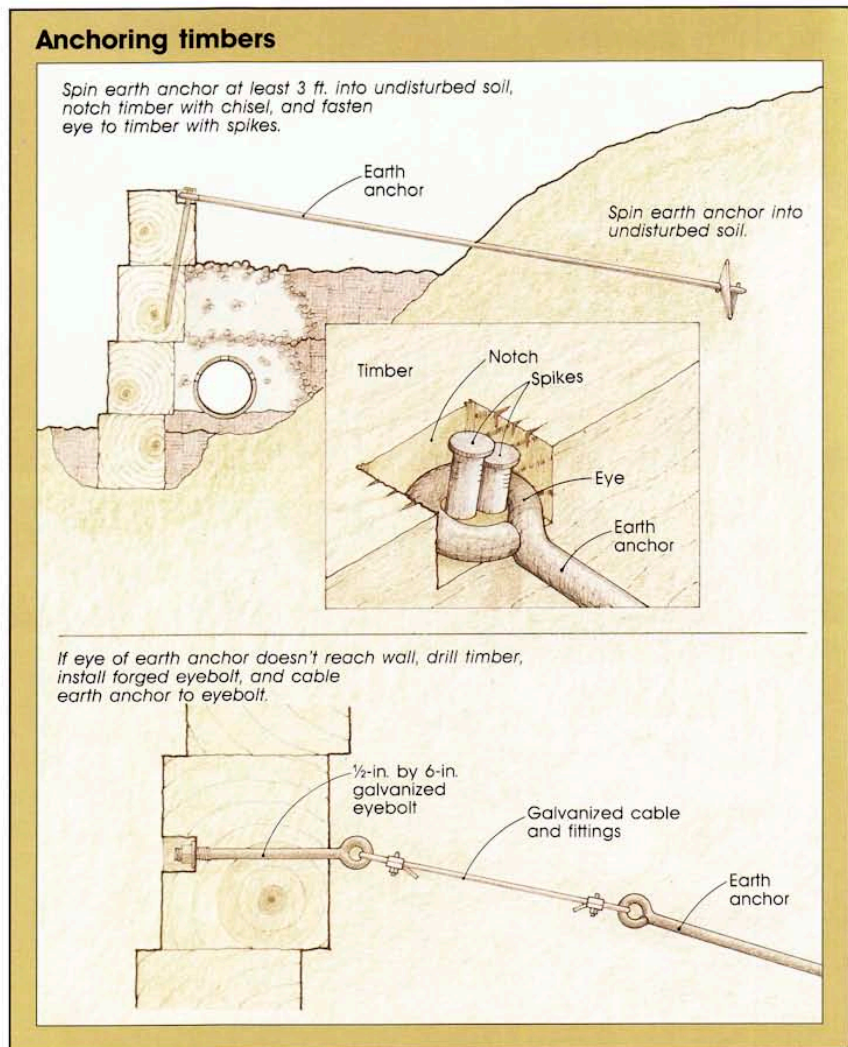 Anchoring timbers
Spin earth anchor at least 3 ft. into undisturbed soil,
notch timber with chisel, and fasten
eye to timber with spikes.
Earth
anchor
Spin earth anchor into
undisturbed soil.
Timber
Notch
Spikes
Eye
Earth
anchor
If eye of earth anchor doesn't reach wall, drill timber,
install forged eyebolt, and cable
earth anchor to eyebolt.
½-in. by 6-in.
galvanized
eyebolt
Galvanized cable
and fittings
Earth
anchor